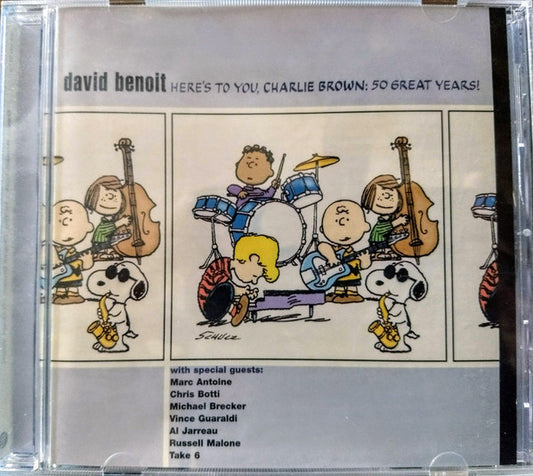 david benoit HERE'S TO YOU, CHARLIE BROWN: 50 GREAT YEARS!
SCHULZ
with special guests:
Marc Antoine
Chris Botti
Michael Brecker
Vince Guaraldi
Al Jarreau
Russell Malone
Take 6